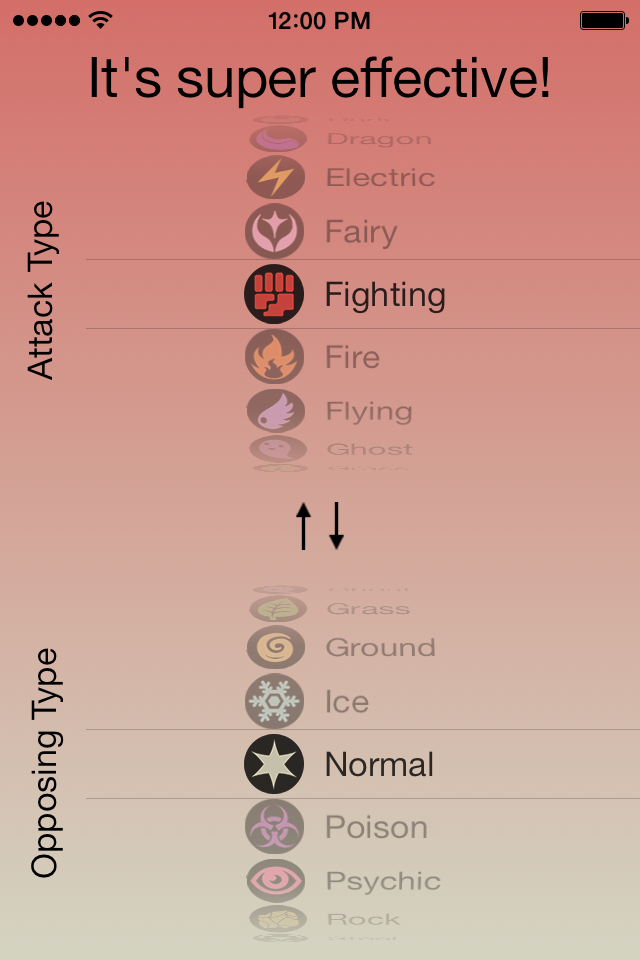 12:00 PM
It's super effective!
Attack Type
Dragon
Electric
Fairy
Fighting
Fire
Flying
Ghost
Opposing Type
Grass
Ground
Ice
Normal
Poison
Psychic
Rock